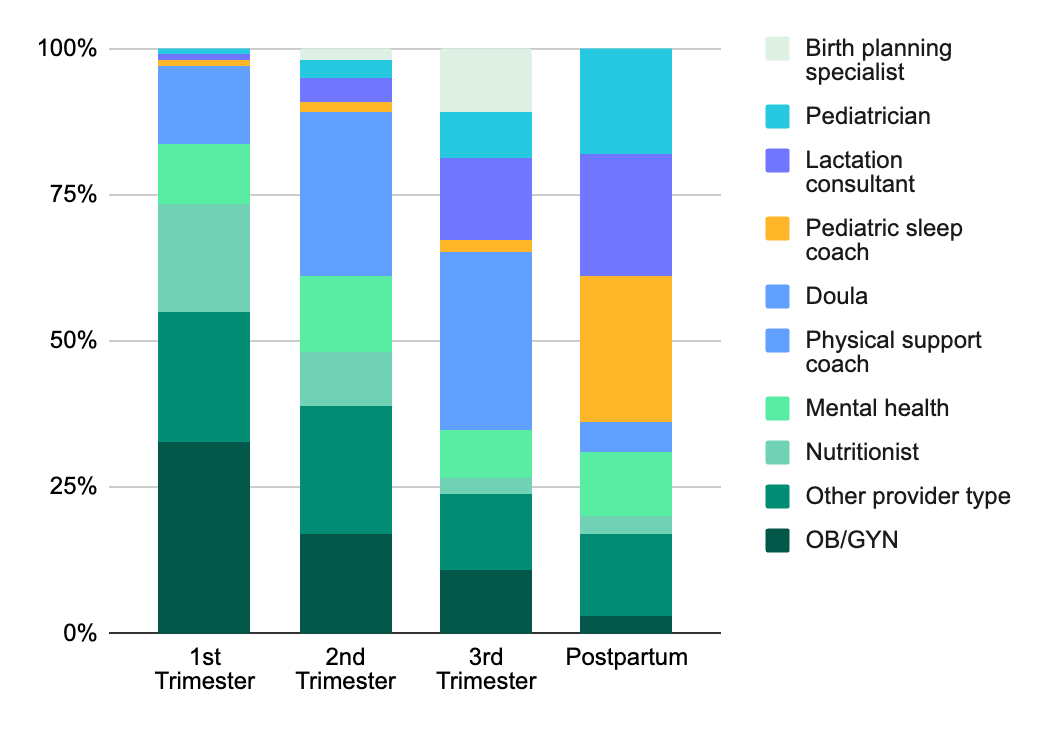 100%
75%
50%
25%
0%
1st
Trimester
2nd
Trimester
3rd
Trimester
Postpartum
Birth planning
specialist
Pediatrician
Lactation
consultant
Pediatric sleep
coach
Doula
Physical support
coach
Mental health
Nutritionist
Other provider type
OB/GYN